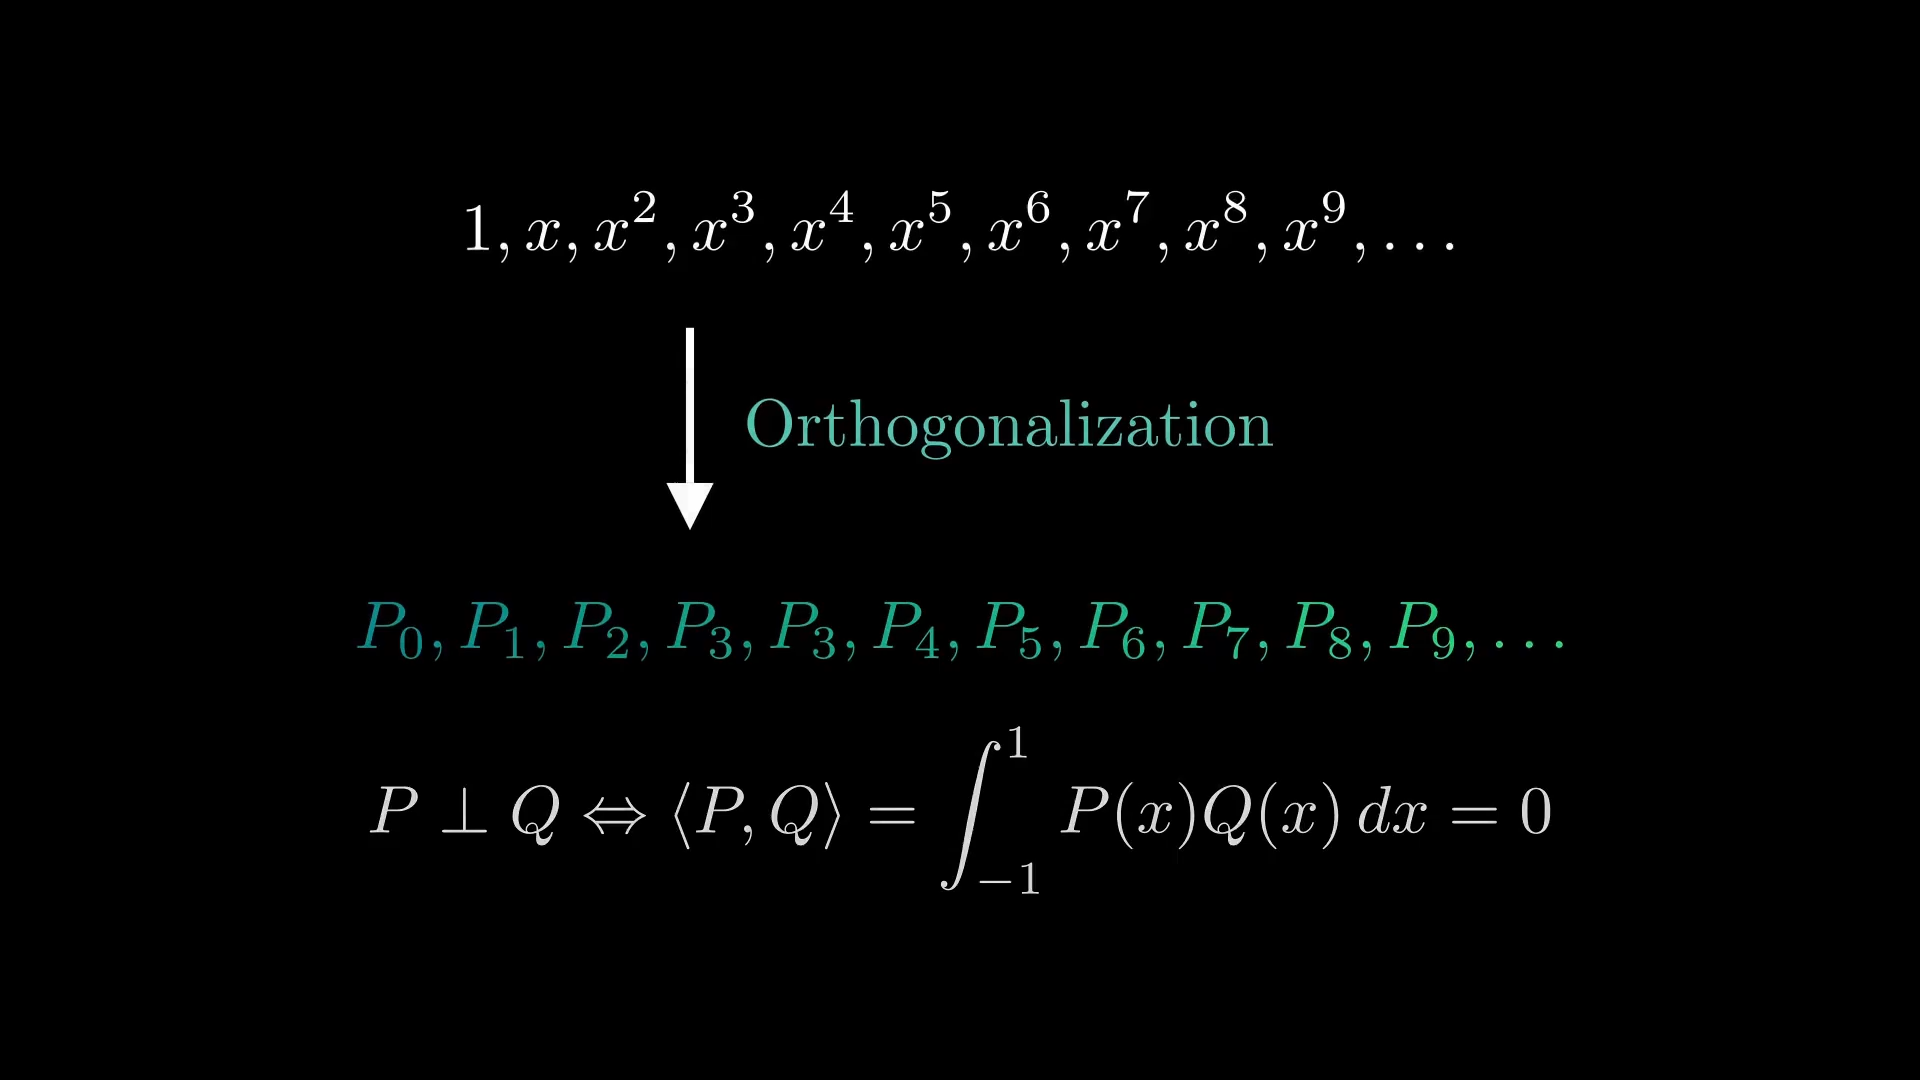 1, x, x², x³, x⁴, x⁵, x⁶, x⁷, x⁸, x⁹, …
Orthogonalization
P₀, P₁, P₂, P₃, P₃, P₄, P₅, P₆, P₇, P₈, P₉, …
P ⊥ Q ⇔ ⟨P, Q⟩ = ∫₋₁¹ P(x)Q(x) dx = 0